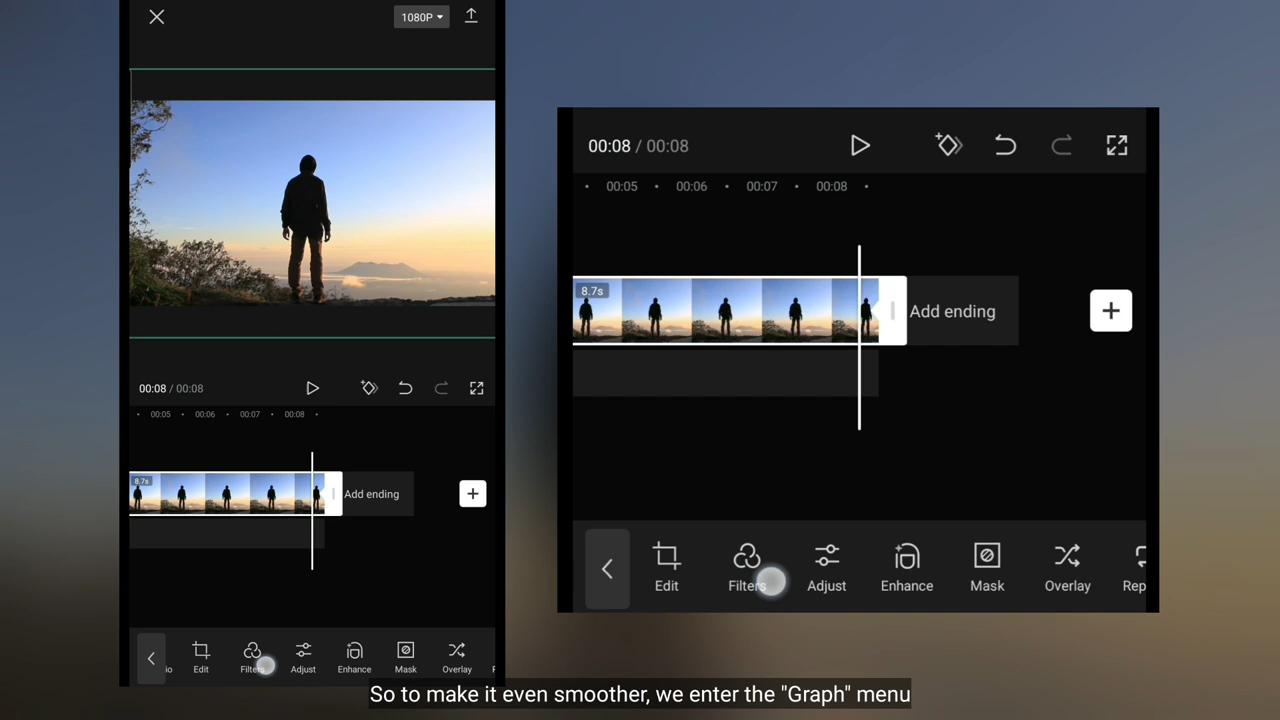 1080P
00:08 / 00:08
00:05 00:06 00:07 00:08
8.7s
Add ending
io Edit Filters Adjust Enhance Mask Overlay
00:08 / 00:08
00:05 00:06 00:07 00:08
8.7s
Add ending
Edit Filters Adjust Enhance Mask Overlay Rep
So to make it even smoother, we enter the "Graph" menu